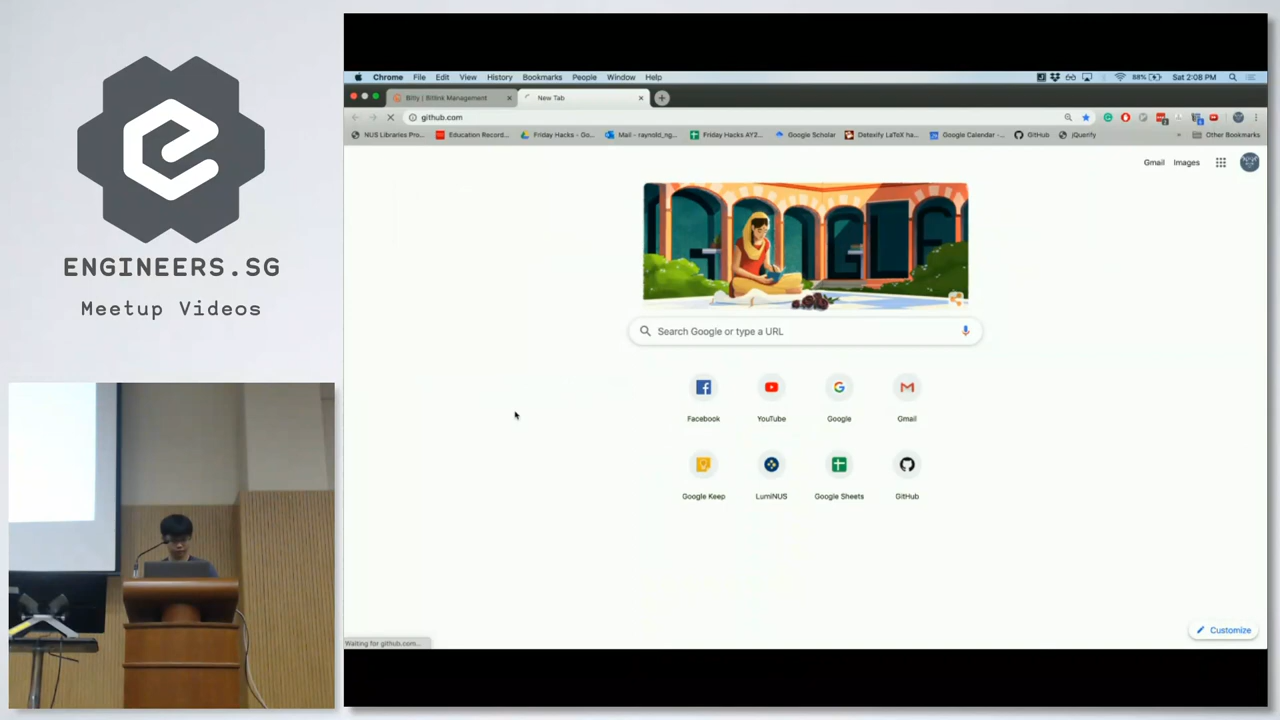 ENGINEERS.SG
Meetup Videos
Chrome File Edit View History Bookmarks People Window Help
88% Sat 2:08 PM
Bitly | Bitlink Management
New Tab
github.com
NUS Libraries Pro... Education Record... Friday Hacks - Go... Mail - raynold_ng... Friday Hacks AY2... Google Scholar Detexify LaTeX ha... Google Calendar -... GitHub jQuerify » Other Bookmarks
Gmail Images
GOOGLE
Search Google or type a URL
Facebook YouTube Google Gmail
Google Keep LumiNUS Google Sheets GitHub
Customize
Waiting for github.com...